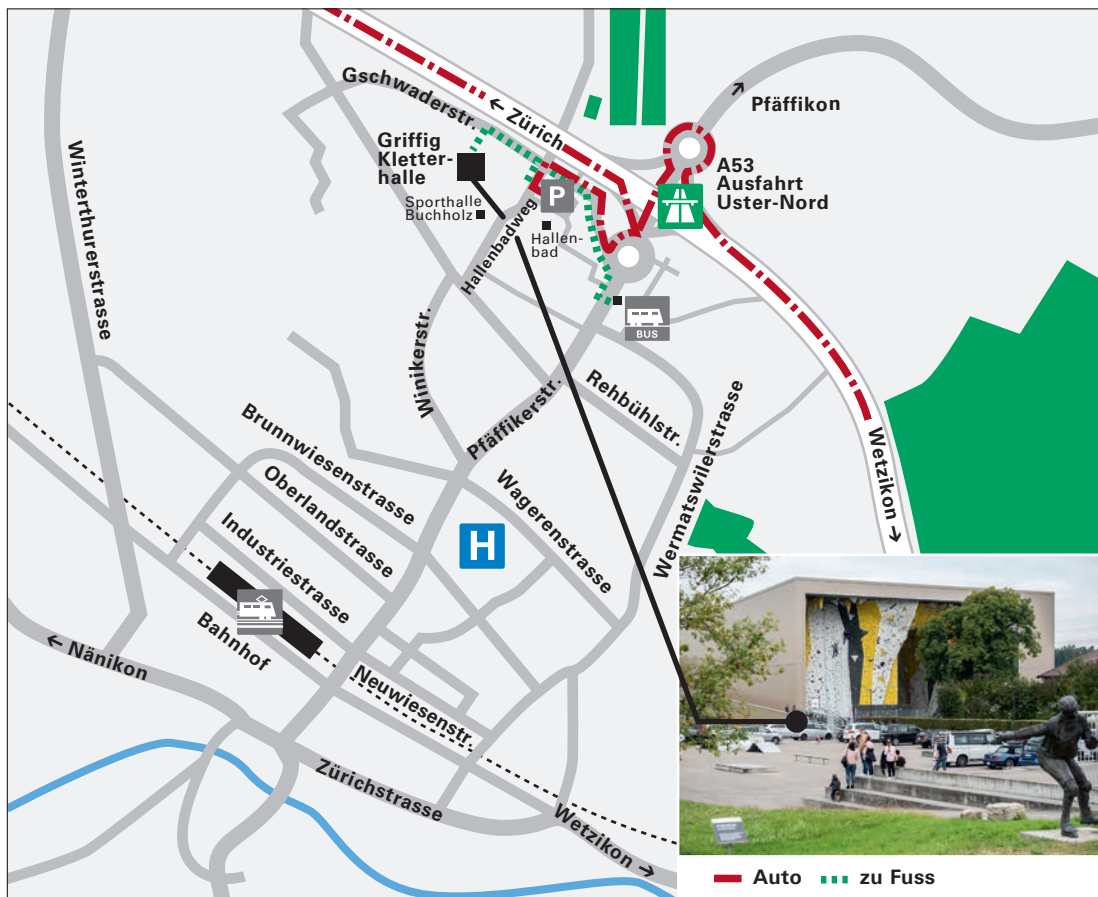 Gschwaderstr.
← Zürich
Pfäffikon
Griffig
Kletter-
halle
A53
Ausfahrt
Uster-Nord
P
Sporthalle
Buchholz
Hallen-
bad
Hallenbadweg
Winterthurerstrasse
BUS
Winikerstr.
Rehbühlstr.
Pfäffikerstr.
Wermatswilerstrasse
Wetzikon →
Brunnwiesenstrasse
Oberlandstrasse
Wagerenstrasse
Industriestrasse
H
Bahnhof
← Nänikon
Neuwiesenstr.
Zürichstrasse
Wetzikon →
Auto
zu Fuss